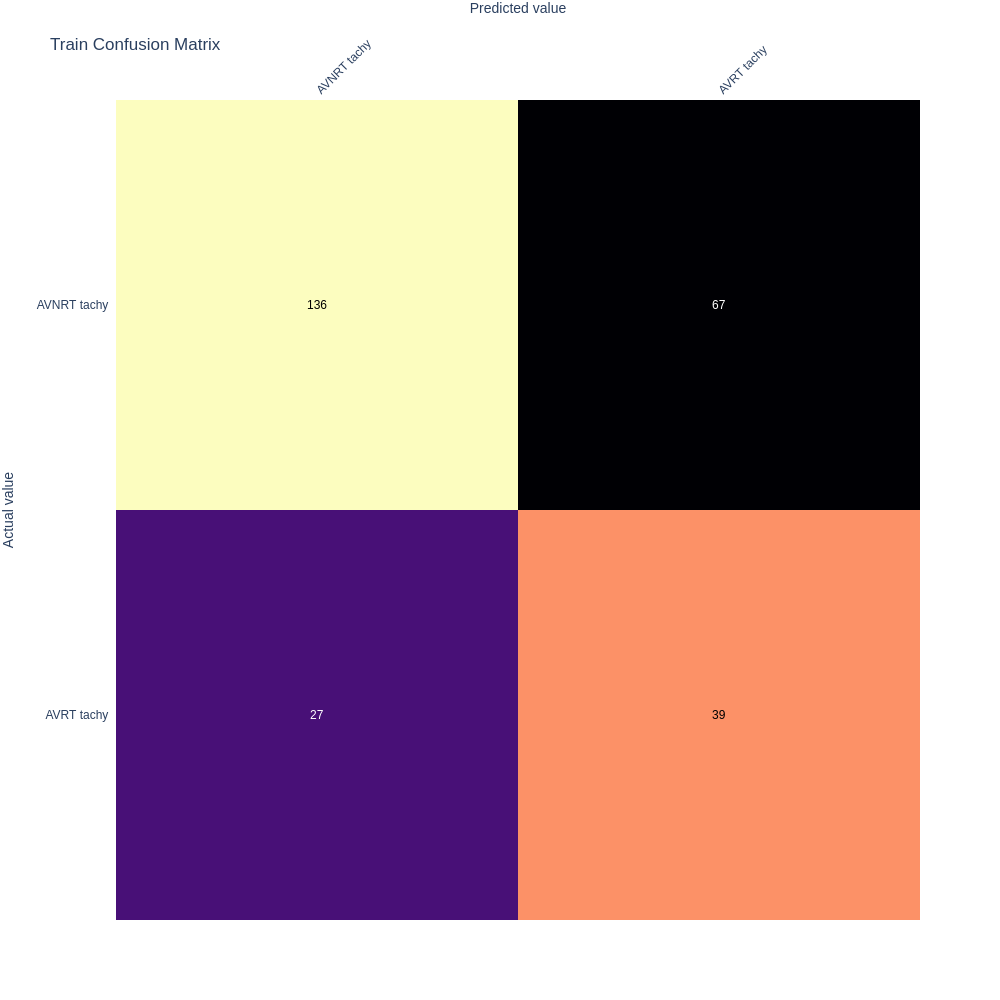 Predicted value
Train Confusion Matrix
AVNRT tachy
AVRT tachy
AVNRT tachy
136
67
Actual value
AVRT tachy
27
39